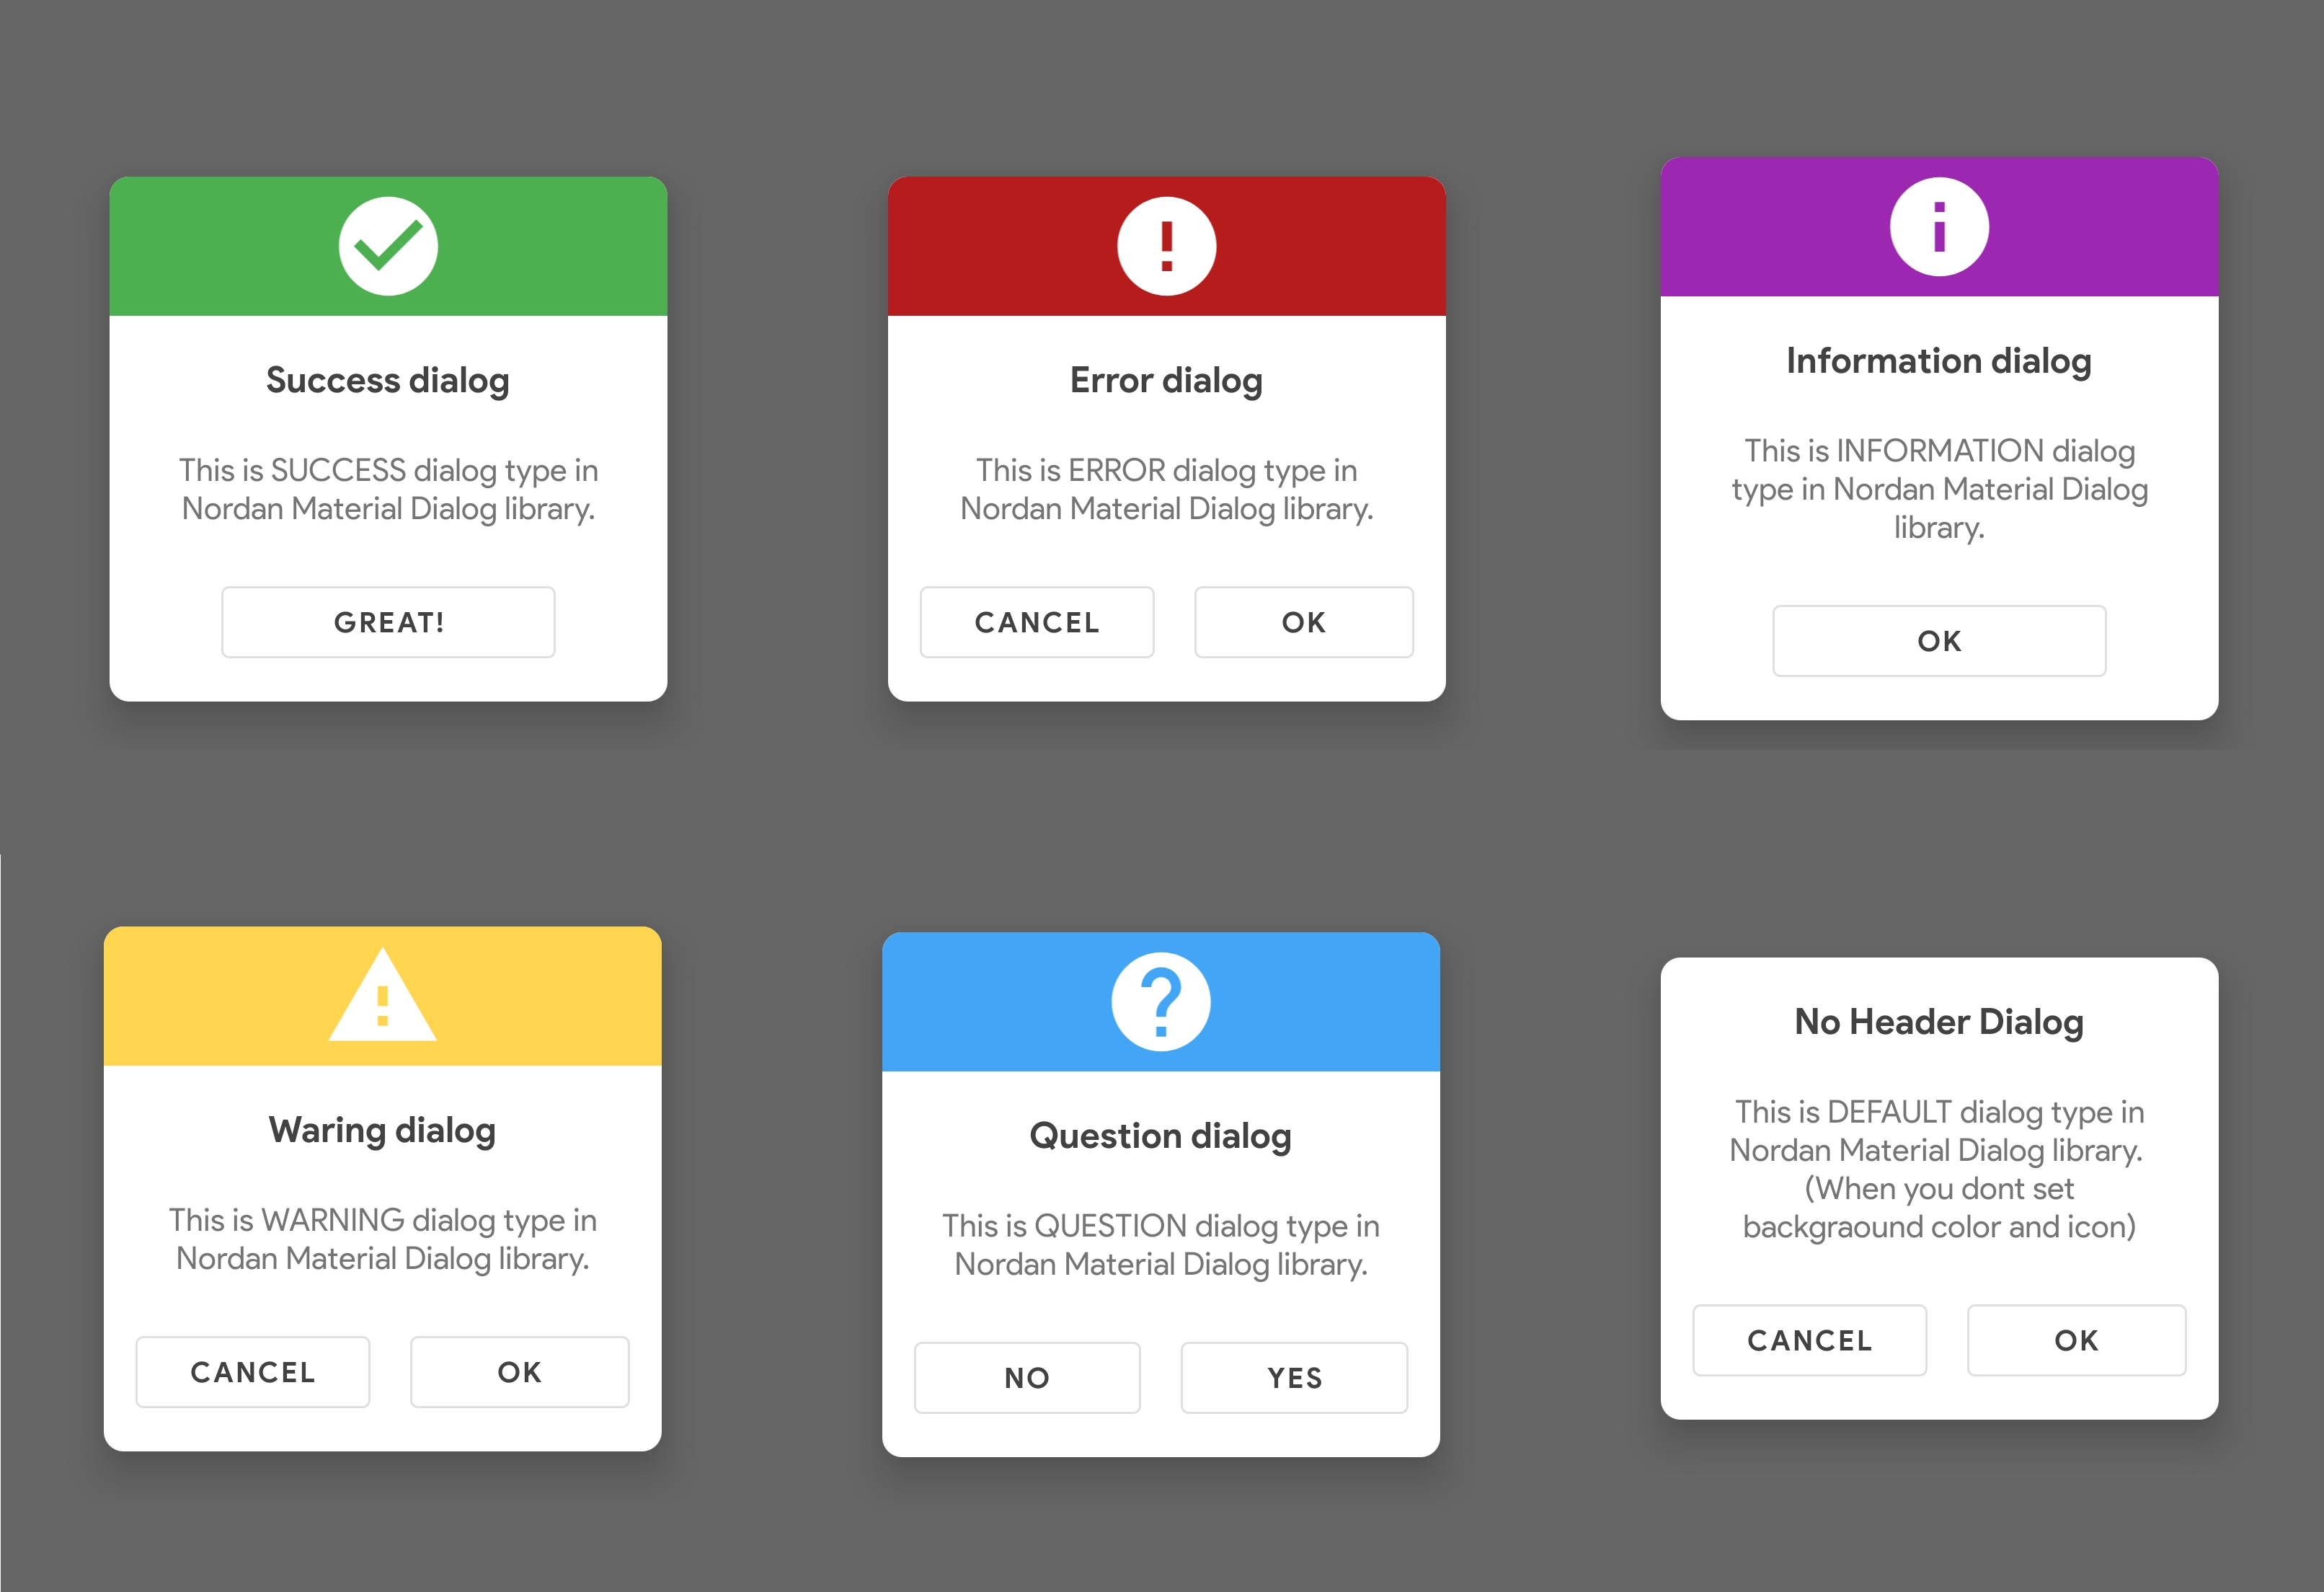 Success dialog
This is SUCCESS dialog type in
Nordan Material Dialog library.
GREAT!
Error dialog
This is ERROR dialog type in
Nordan Material Dialog library.
CANCEL
OK
Information dialog
This is INFORMATION dialog
type in Nordan Material Dialog
library.
OK
Waring dialog
This is WARNING dialog type in
Nordan Material Dialog library.
CANCEL
OK
Question dialog
This is QUESTION dialog type in
Nordan Material Dialog library.
NO
YES
No Header Dialog
This is DEFAULT dialog type in
Nordan Material Dialog library.
(When you dont set
backgraound color and icon)
CANCEL
OK